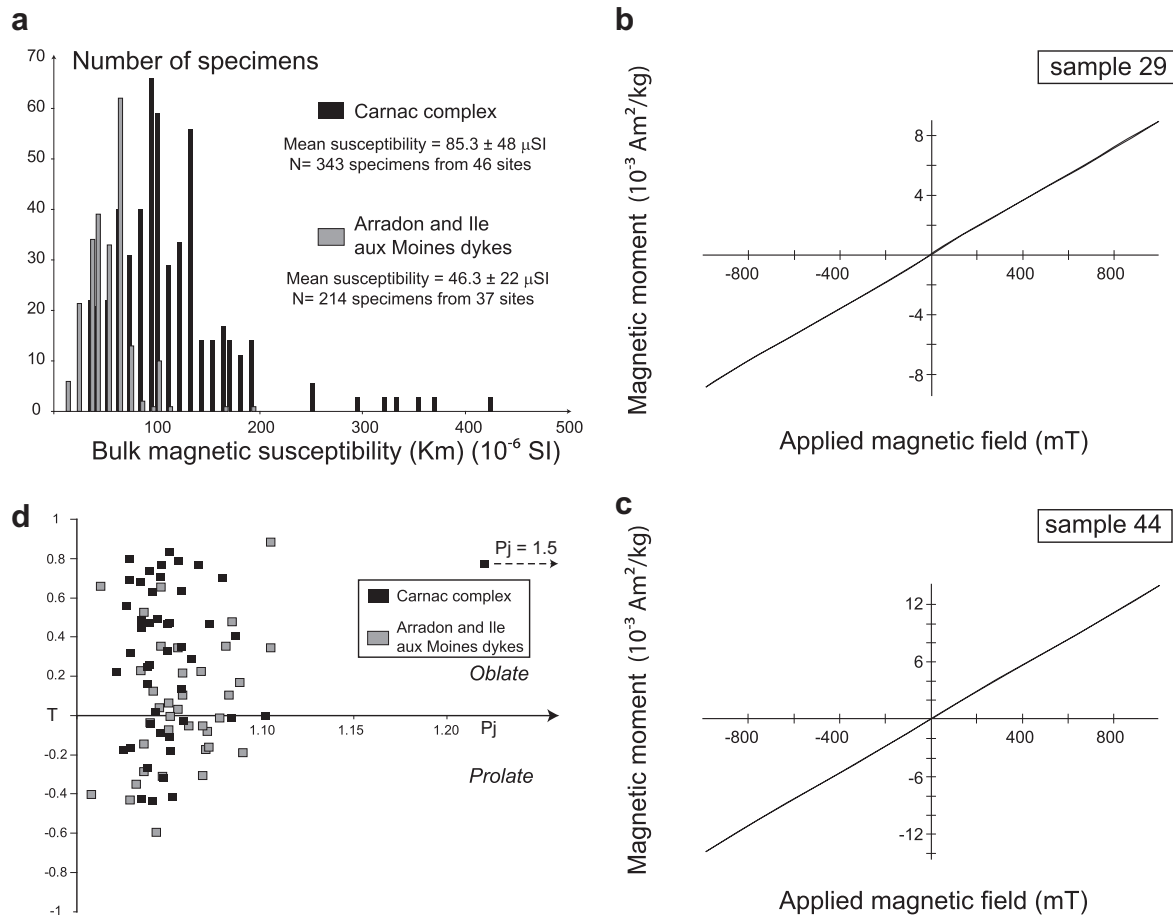 a
Number of specimens
70
60
50
40
30
20
10
0
100
200
300
400
500
Carnac complex
Mean susceptibility = 85.3 ± 48 μSI
N= 343 specimens from 46 sites
Arradon and Ile
aux Moines dykes
Mean susceptibility = 46.3 ± 22 μSI
N= 214 specimens from 37 sites
Bulk magnetic susceptibility (Km) (10⁻⁶ SI)
b
sample 29
Magnetic moment (10⁻³ Am²/kg)
8
4
-4
-8
-800
-400
400
800
Applied magnetic field (mT)
d
1
0.8
0.6
0.4
0.2
T
-0.2
-0.4
-0.6
-0.8
-1
Pj = 1.5
Carnac complex
Arradon and Ile
aux Moines dykes
Oblate
1.10
1.15
1.20
Pj
Prolate
c
sample 44
Magnetic moment (10⁻³ Am²/kg)
12
6
-6
-12
-800
-400
400
800
Applied magnetic field (mT)